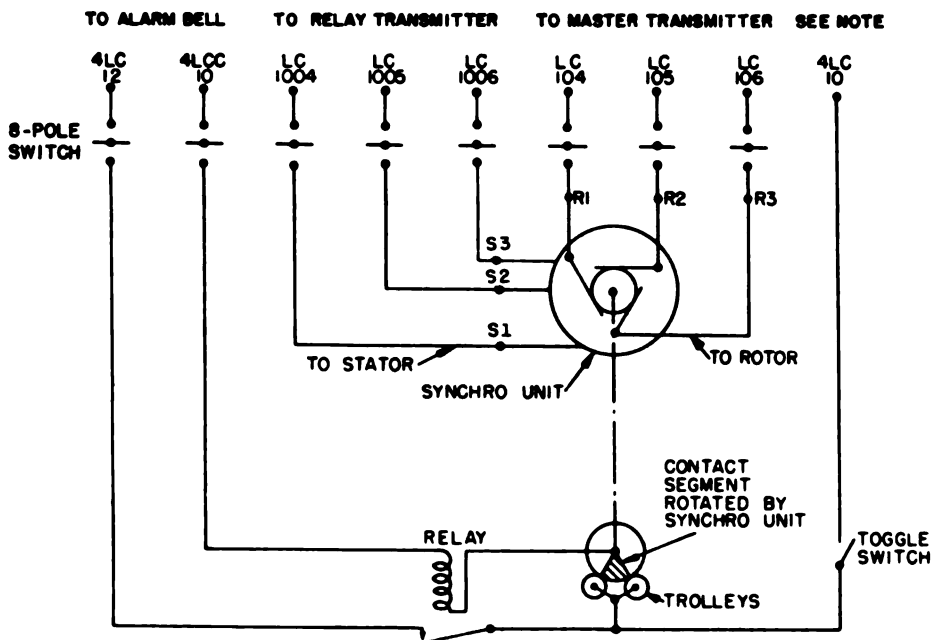 TO ALARM BELL TO RELAY TRANSMITTER TO MASTER TRANSMITTER SEE NOTE
4LC 12
4LCC 10
LC 1004
LC 1005
LC 1006
LC 104
LC 105
LC 106
4LC 10
8-POLE
SWITCH
R1 R2 R3
S3
S2
S1
TO STATOR
TO ROTOR
SYNCHRO UNIT
CONTACT
SEGMENT
ROTATED BY
SYNCHRO UNIT
RELAY
TOGGLE
SWITCH
TROLLEYS